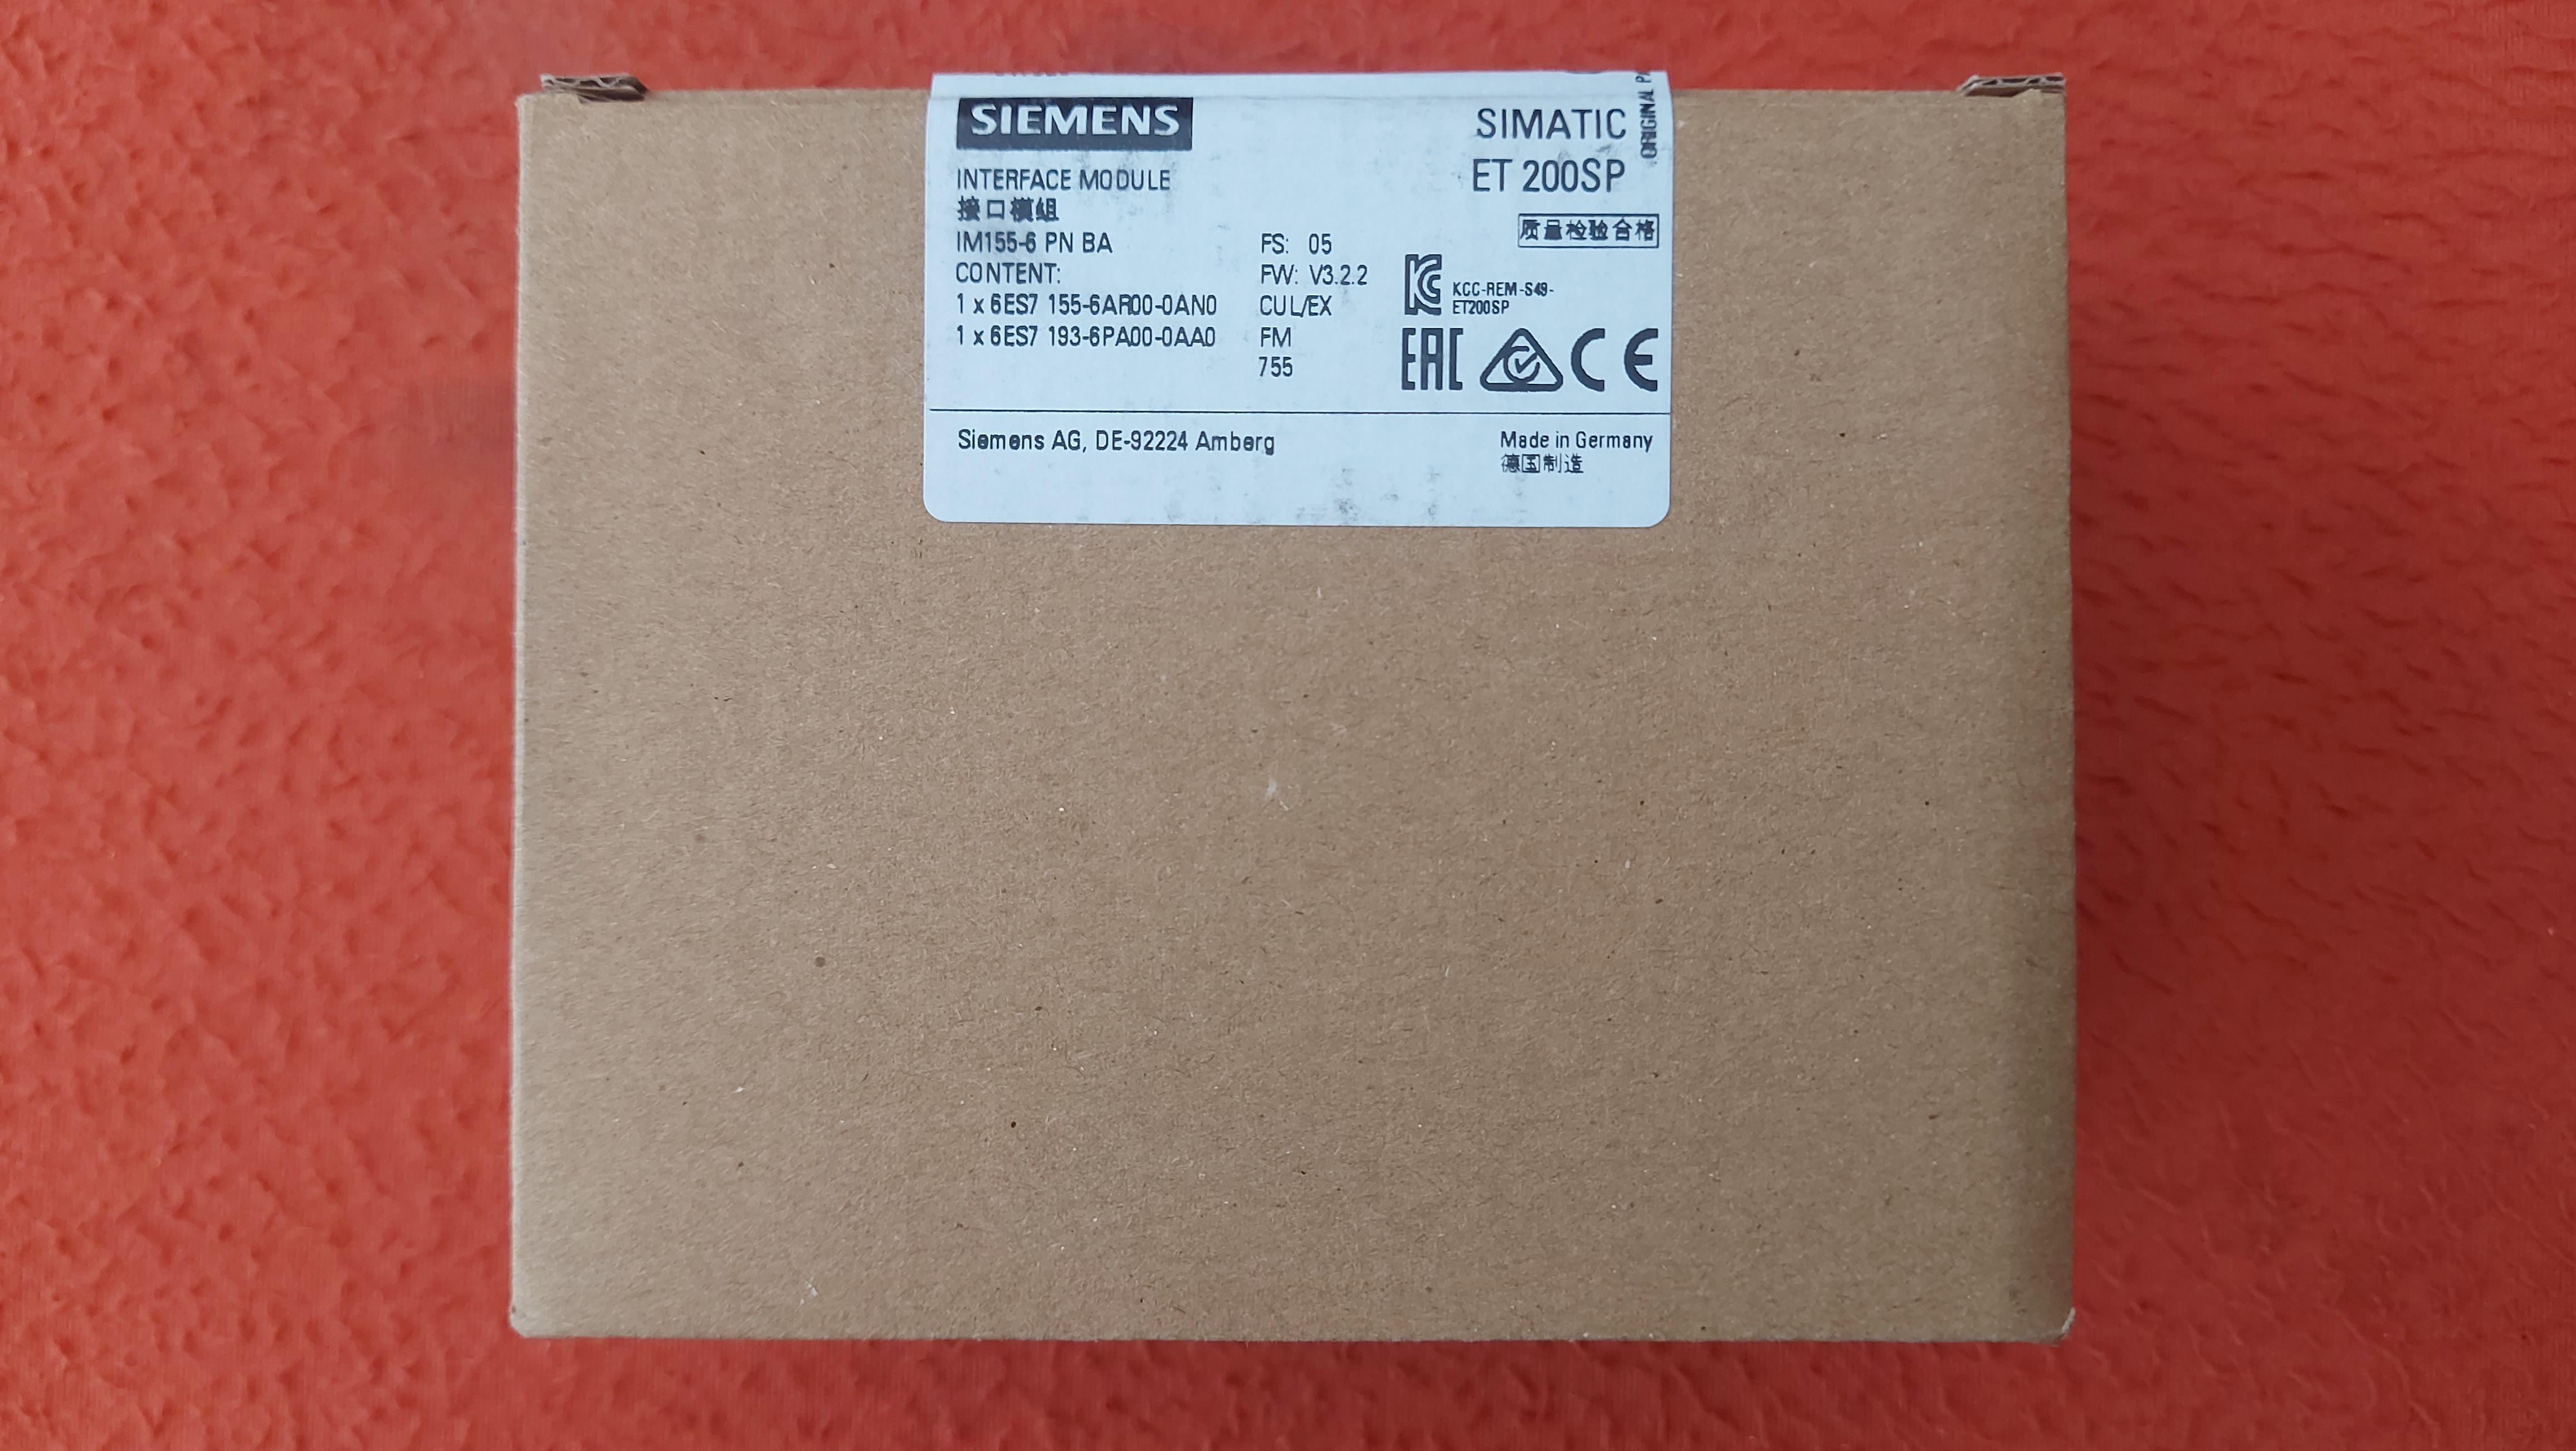 SIEMENS
SIMATIC
ET 200SP
ORIGINAL
INTERFACE MODULE
接口模组
质量检验合格
IM155-6 PN BA
FS: 05
CONTENT:
FW: V3.2.2
1 x 6ES7 155-6AR00-0AN0
CUL/EX
1 x 6ES7 193-6PA00-0AA0
FM
755
KCC-REM-S49-
ET200SP
EAC
CE
Siemens AG, DE-92224 Amberg
Made in Germany
德国制造